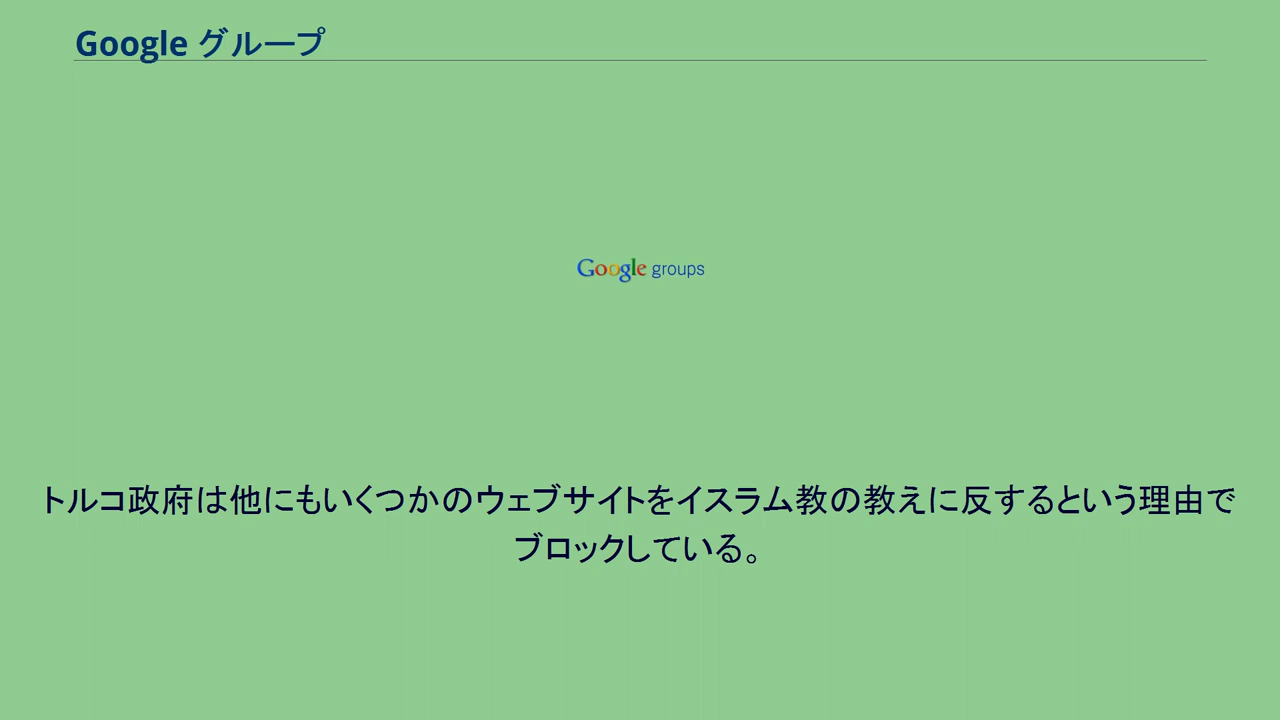 Google グループ
Google groups
トルコ政府は他にもいくつかのウェブサイトをイスラム教の教えに反するという理由で
ブロックしている。